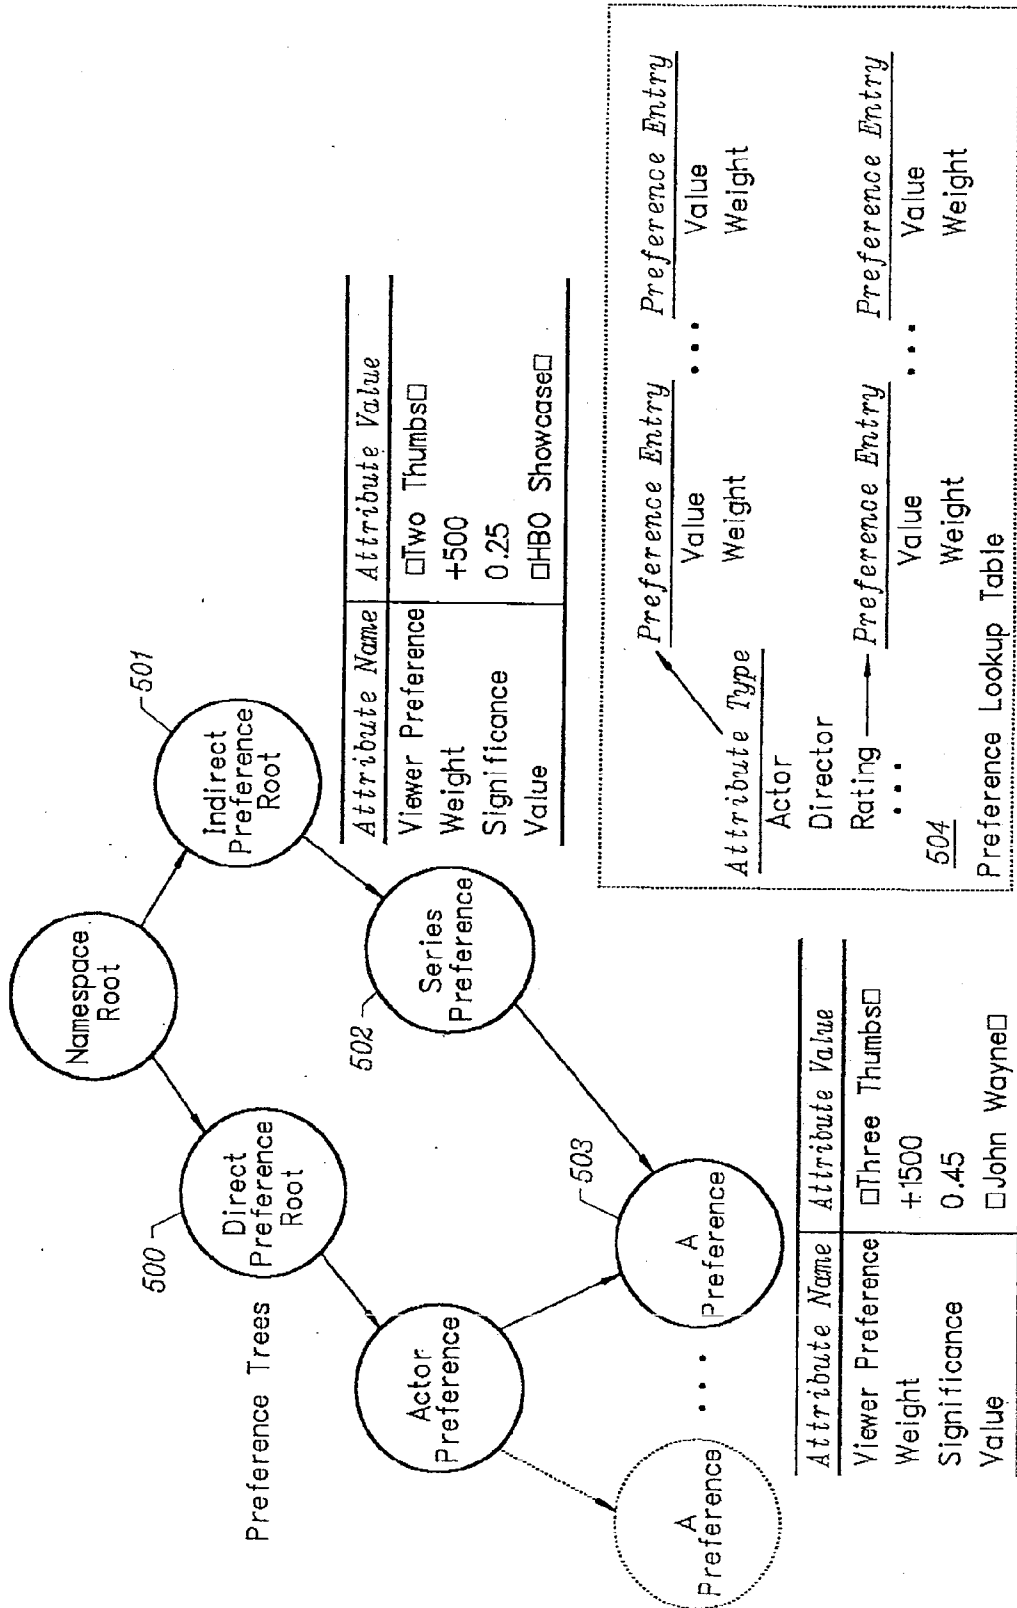 Preference Trees
Namespace
Root
500
Direct
Preference
Root
501
Indirect
Preference
Root
Actor
Preference
502
Series
Preference
A
Preference
• • •
503
A
Preference
Attribute Name Attribute Value
Viewer Preference □Two Thumbs□
Weight +500
Significance 0.25
Value □HBO Showcase□
Attribute Name Attribute Value
Viewer Preference □Three Thumbs□
Weight +1500
Significance 0.45
Value □John Wayne□
Preference Entry • • • Preference Entry
Value Value
Weight Weight
Attribute Type
Actor
Director
Rating Preference Entry • • • Preference Entry
• • • Value Value
Weight Weight
504
Preference Lookup Table